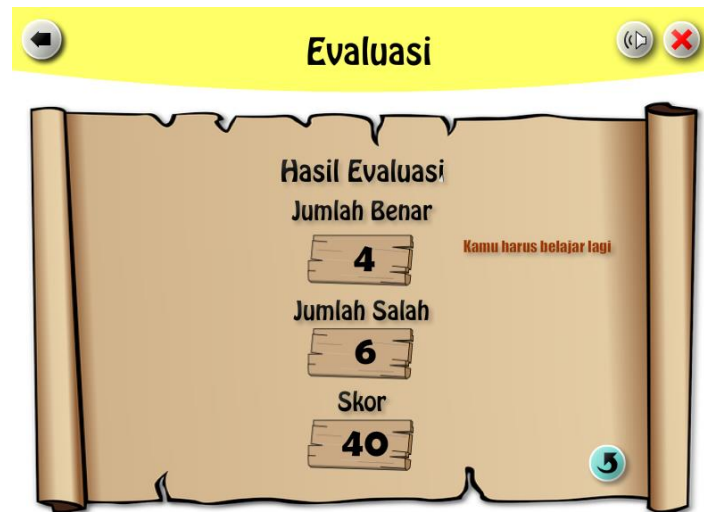 Evaluasi
Hasil Evaluasi
Jumlah Benar
4
Kamu harus belajar lagi
Jumlah Salah
6
Skor
40